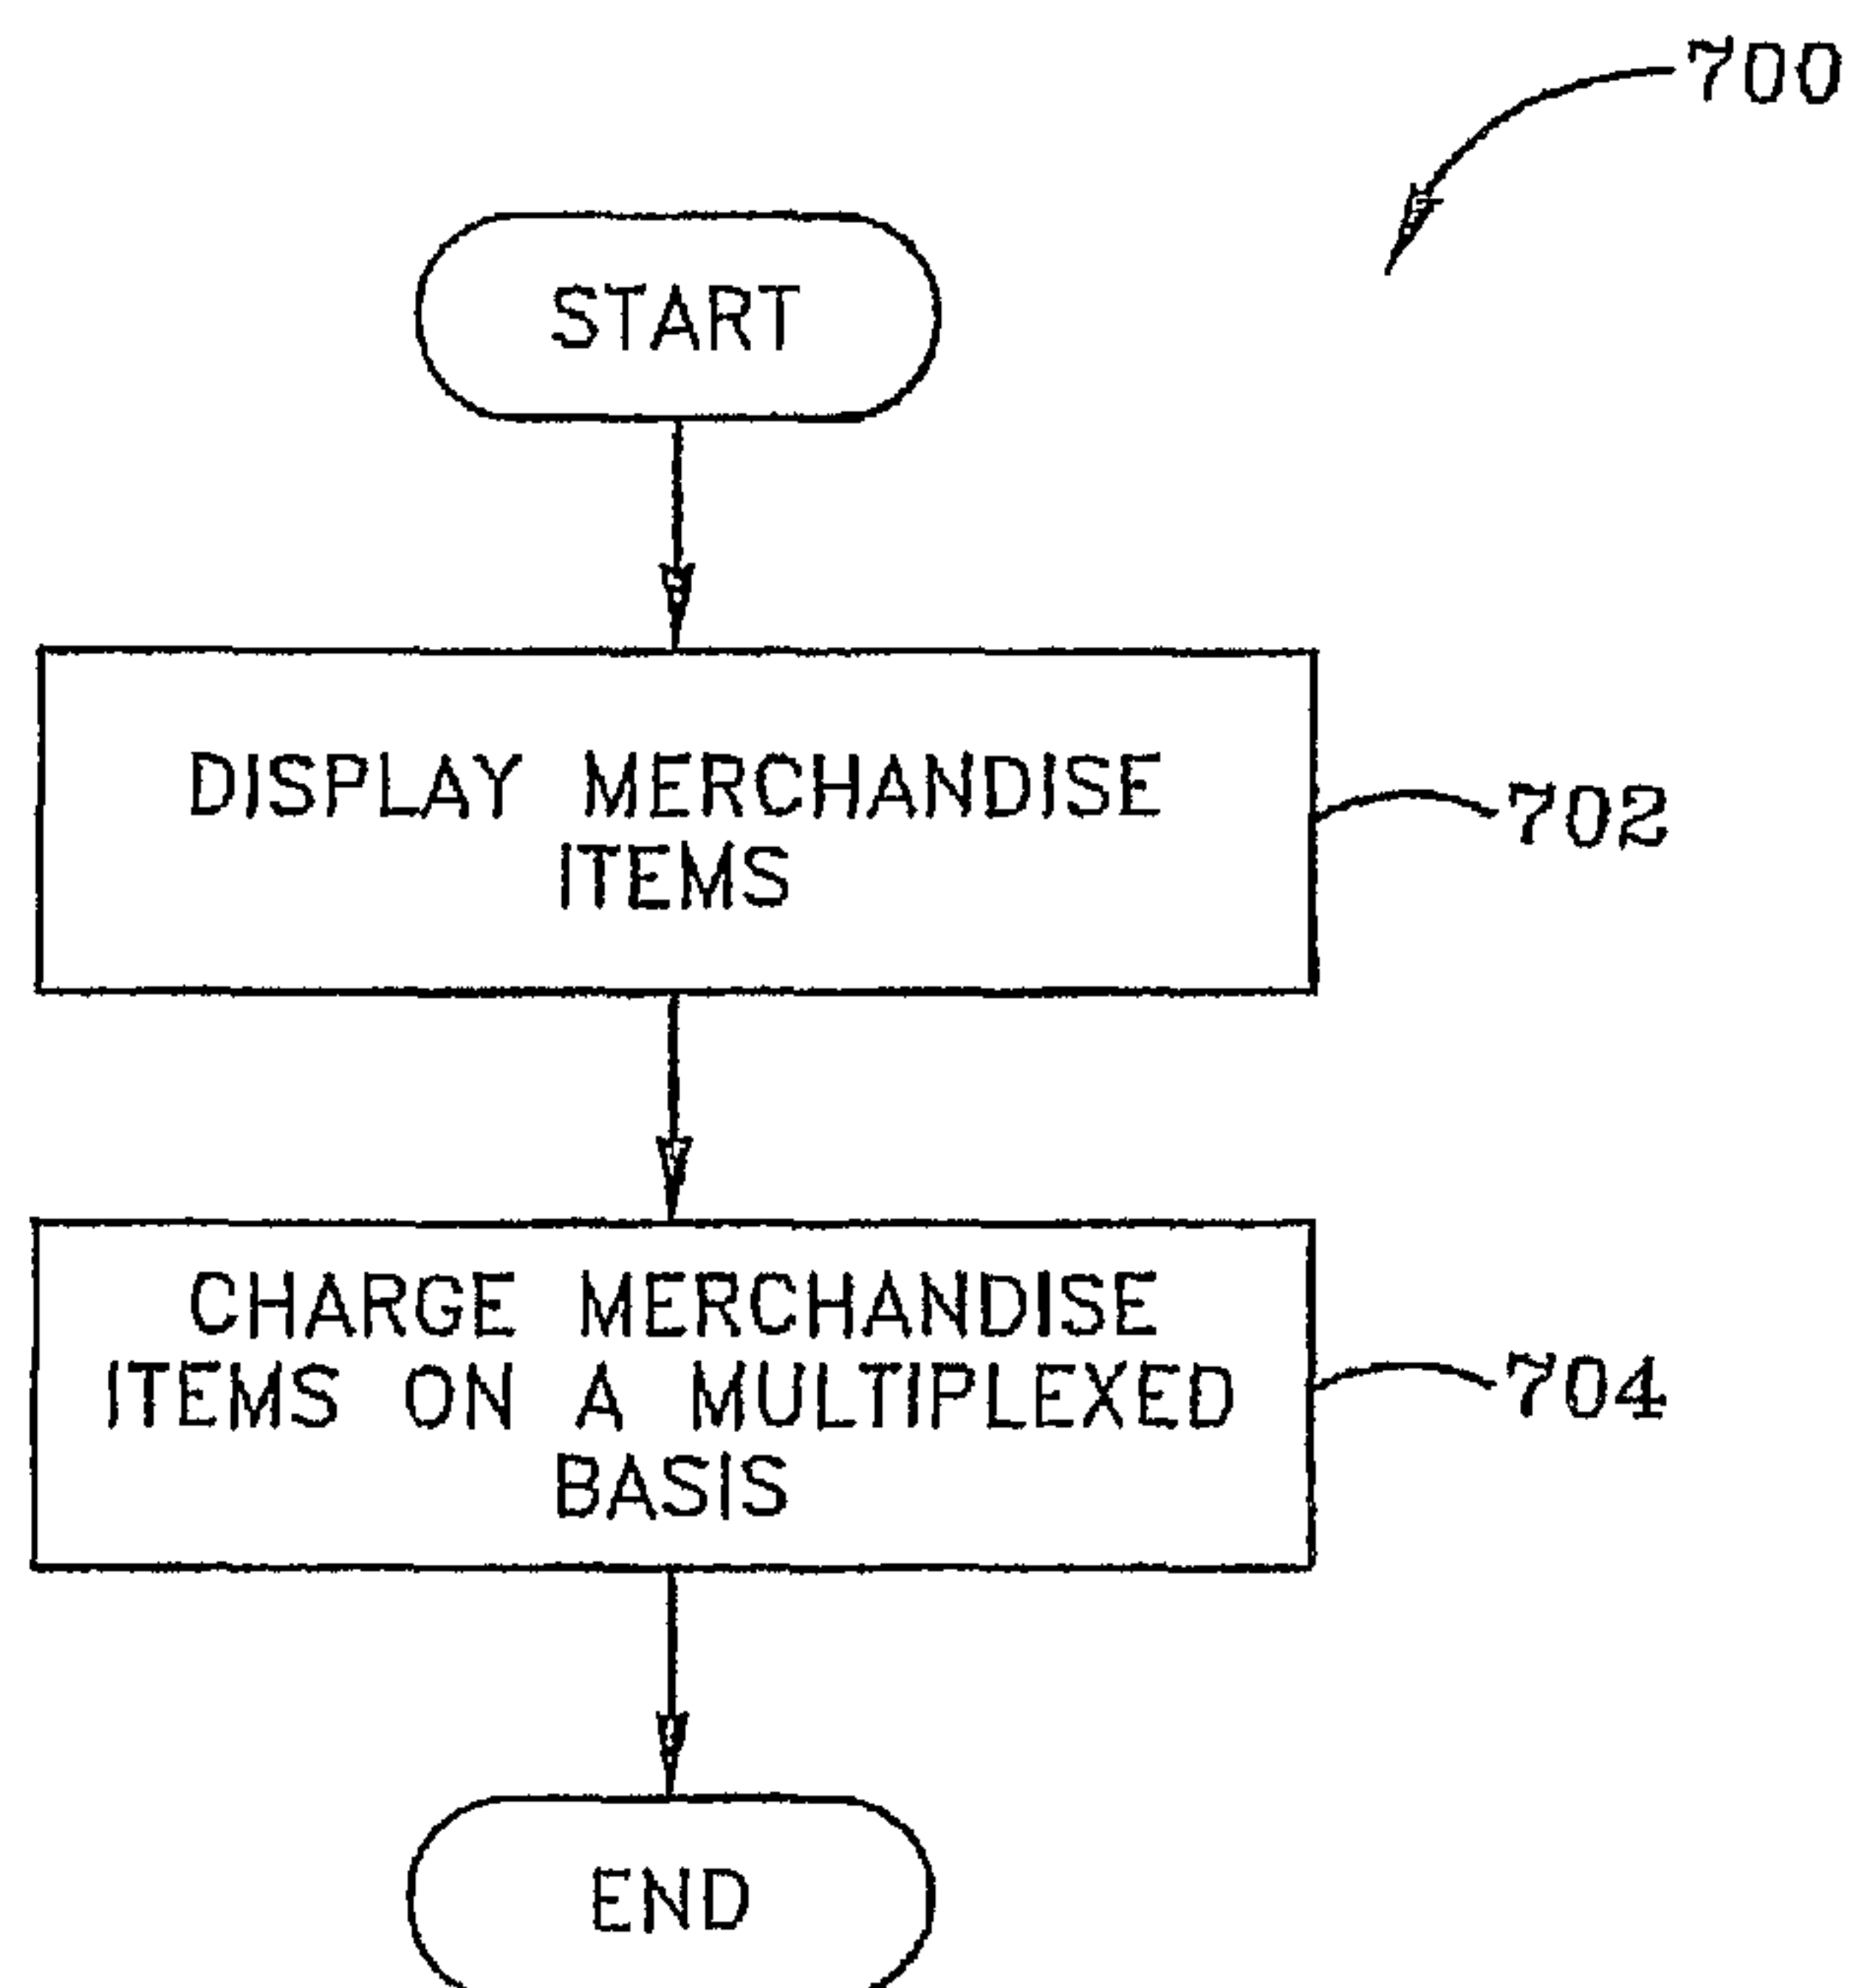 700
START
DISPLAY MERCHANDISE
ITEMS
702
CHARGE MERCHANDISE
ITEMS ON A MULTIPLEXED
BASIS
704
END